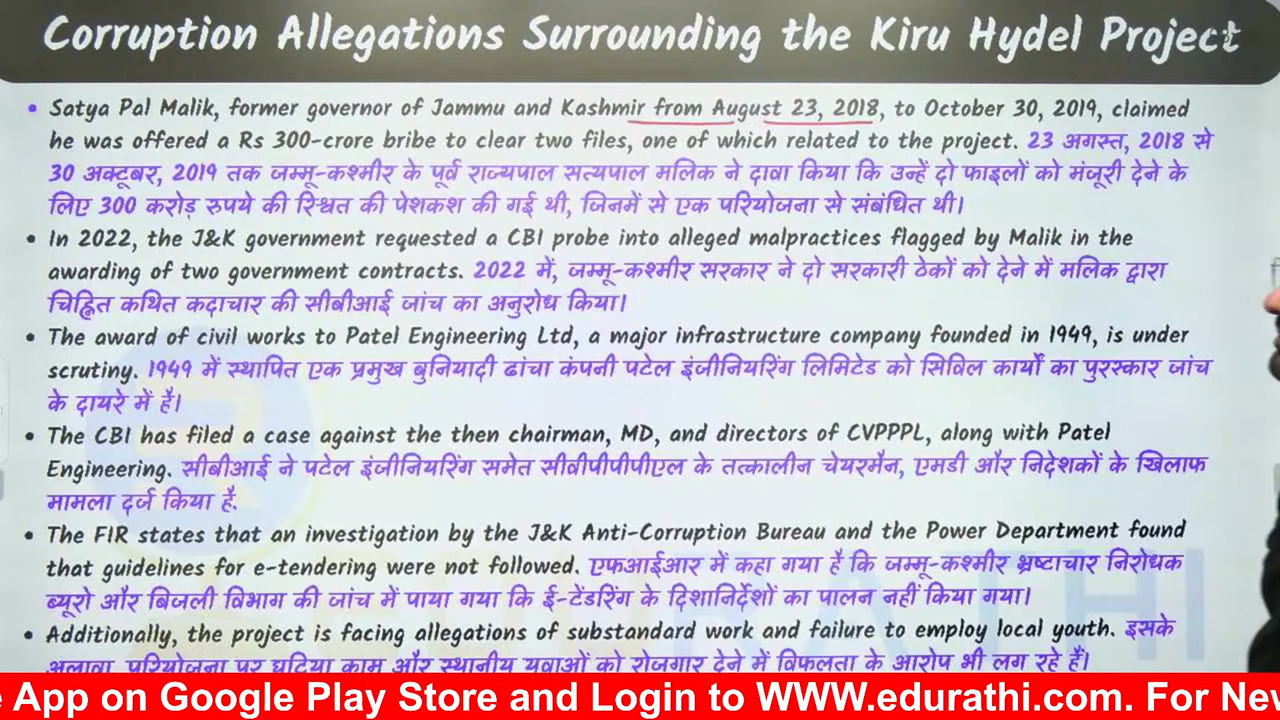 Corruption Allegations Surrounding the Kiru Hydel Project
• Satya Pal Malik, former governor of Jammu and Kashmir from August 23, 2018, to October 30, 2019, claimed
he was offered a Rs 300-crore bribe to clear two files, one of which related to the project. 23 अगस्त, 2018 से
30 अक्टूबर, 2019 तक जम्मू-कश्मीर के पूर्व राज्यपाल सत्यपाल मलिक ने दावा किया कि उन्हें दो फाइलों को मंजूरी देने के
लिए 300 करोड़ रुपये की रिश्वत की पेशकश की गई थी, जिनमें से एक परियोजना से संबंधित थी।
• In 2022, the J&K government requested a CBI probe into alleged malpractices flagged by Malik in the
awarding of two government contracts. 2022 में, जम्मू-कश्मीर सरकार ने दो सरकारी ठेकों को देने में मलिक द्वारा
चिह्नित कथित कदाचार की सीबीआई जांच का अनुरोध किया।
• The award of civil works to Patel Engineering Ltd, a major infrastructure company founded in 1949, is under
scrutiny. 1949 में स्थापित एक प्रमुख बुनियादी ढांचा कंपनी पटेल इंजीनियरिंग लिमिटेड को सिविल कार्यों का पुरस्कार जांच
के दायरे में है।
• The CBI has filed a case against the then chairman, MD, and directors of CVPPPL, along with Patel
Engineering. सीबीआई ने पटेल इंजीनियरिंग समेत सीवीपीपीपीएल के तत्कालीन चेयरमैन, एमडी और निदेशकों के खिलाफ
मामला दर्ज किया है.
• The FIR states that an investigation by the J&K Anti-Corruption Bureau and the Power Department found
that guidelines for e-tendering were not followed. एफआईआर में कहा गया है कि जम्मू-कश्मीर भ्रष्टाचार निरोधक
ब्यूरो और बिजली विभाग की जांच में पाया गया कि ई-टेंडरिंग के दिशानिर्देशों का पालन नहीं किया गया।
• Additionally, the project is facing allegations of substandard work and failure to employ local youth. इसके
अलावा, परियोजना पर घटिया काम और स्थानीय युवाओं को रोजगार देने में विफलता के आरोप भी लग रहे हैं।
App on Google Play Store and Login to WWW.edurathi.com. For